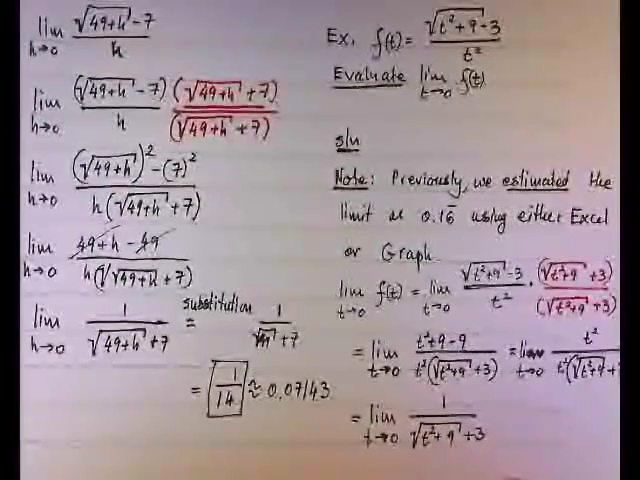 lim h→0 (√(49+h) - 7) / h
lim h→0 (√(49+h) - 7) (√(49+h) + 7) / h (√(49+h) + 7)
lim h→0 ((√(49+h))² - (7)²) / h(√(49+h) + 7)
lim h→0 (49+h - 49) / h(√(49+h) + 7)
lim h→0 1 / (√(49+h) + 7) substitution = 1 / (√49 + 7)
= 1/14 ≈ 0.07143
Ex. f(t) = (√(t²+9) - 3) / t²
Evaluate lim t→0 f(t)
sln
Note: Previously, we estimated the
limit as 0.16̄ using either Excel
or Graph
lim t→0 f(t) = lim t→0 (√(t²+9) - 3) / t² · (√(t²+9) + 3) / (√(t²+9) + 3)
= lim t→0 (t²+9-9) / t²(√(t²+9) + 3) = lim t→0 t² / t²(√(t²+9) +
= lim t→0 1 / (√(t²+9) + 3)